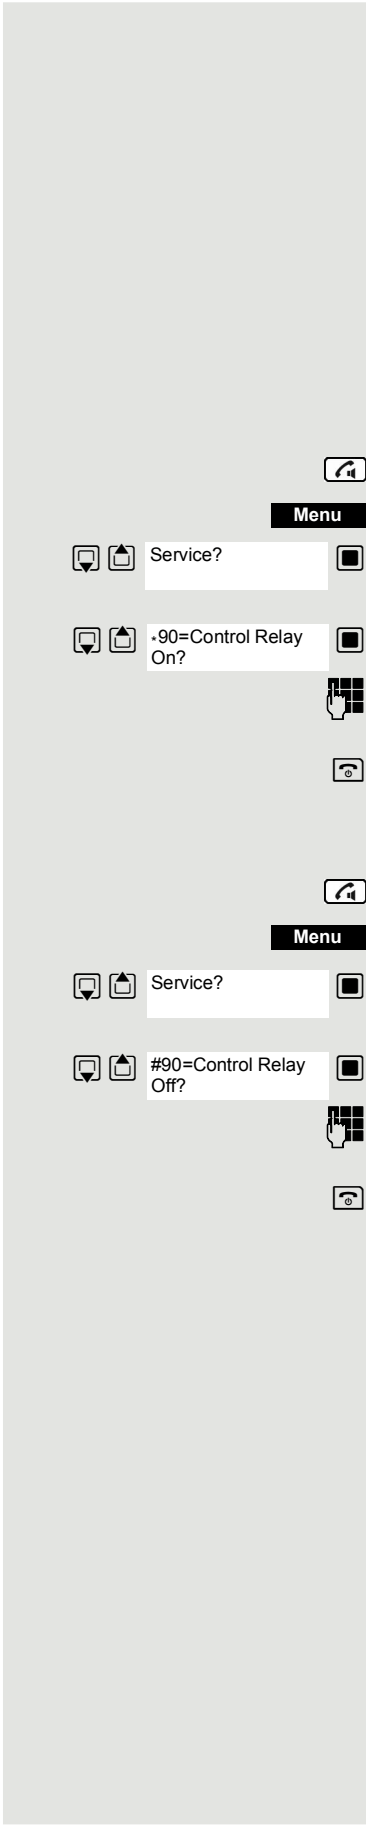 Menu
Service?
*90=Control Relay
On?
Menu
Service?
#90=Control Relay
Off?